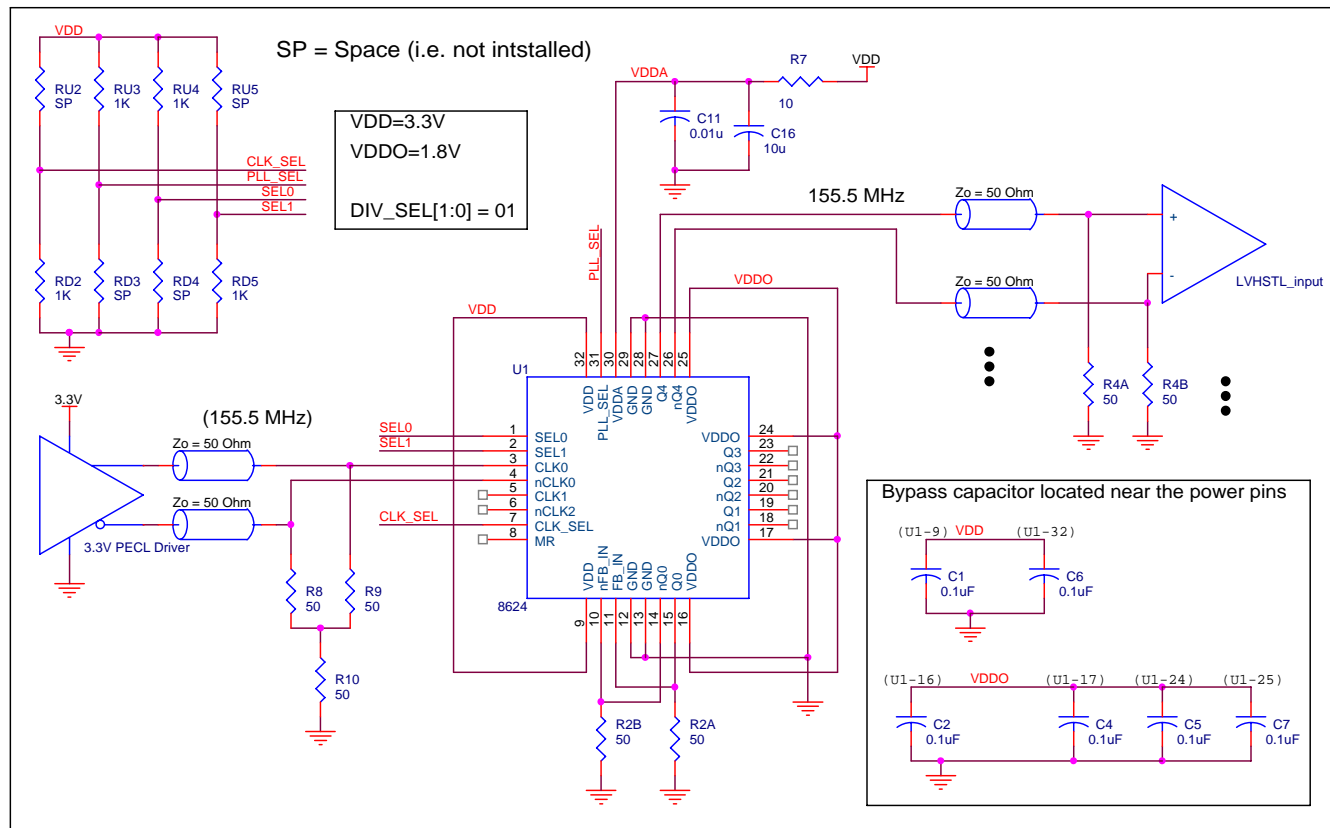 VDD
SP = Space (i.e. not intstalled)
RU2
SP
RU3
1K
RU4
1K
RU5
SP
CLK_SEL
PLL_SEL
SEL0
SEL1
RD2
1K
RD3
SP
RD4
SP
RD5
1K
VDD=3.3V
VDDO=1.8V
DIV_SEL[1:0] = 01
VDDA
R7
10
VDD
C11
0.01u
C16
10u
155.5 MHz
Zo = 50 Ohm
Zo = 50 Ohm
+
-
LVHSTL_input
R4A
50
R4B
50
PLL_SEL
VDD
VDDO
U1
32
31
30
29
28
27
26
25
VDD
PLL_SEL
VDDA
GND
GND
Q4
nQ4
VDDO
3.3V
(155.5 MHz)
Zo = 50 Ohm
Zo = 50 Ohm
3.3V PECL Driver
SEL0
SEL1
CLK_SEL
1
2
3
4
5
6
7
8
SEL0
SEL1
CLK0
nCLK0
CLK1
nCLK2
CLK_SEL
MR
VDDO
Q3
nQ3
Q2
nQ2
Q1
nQ1
VDDO
24
23
22
21
20
19
18
17
VDD
nFB_IN
FB_IN
GND
GND
nQ0
Q0
VDDO
8624
9
10
11
12
13
14
15
16
R8
50
R9
50
R10
50
R2B
50
R2A
50
Bypass capacitor located near the power pins
(U1-9)
VDD
(U1-32)
C1
0.1uF
C6
0.1uF
(U1-16)
VDDO
(U1-17)
(U1-24)
(U1-25)
C2
0.1uF
C4
0.1uF
C5
0.1uF
C7
0.1uF